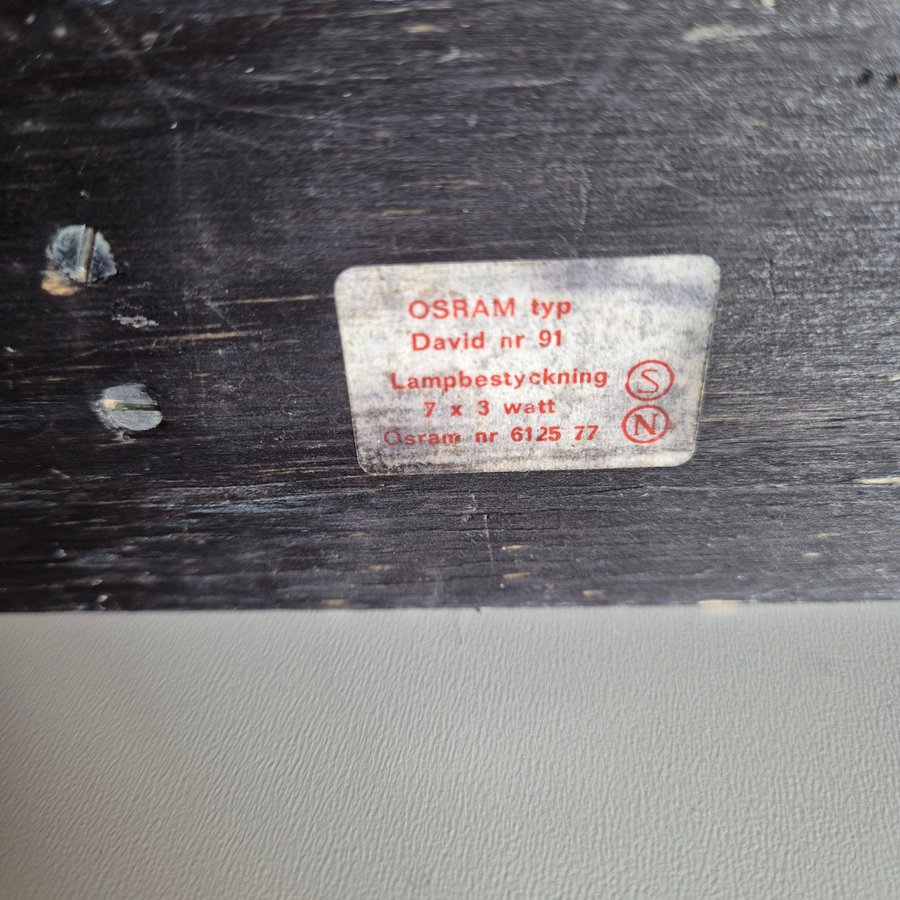 OSRAM typ
David nr 91
Lampbestyckning S
7 x 3 watt
Osram nr 6125 77 N